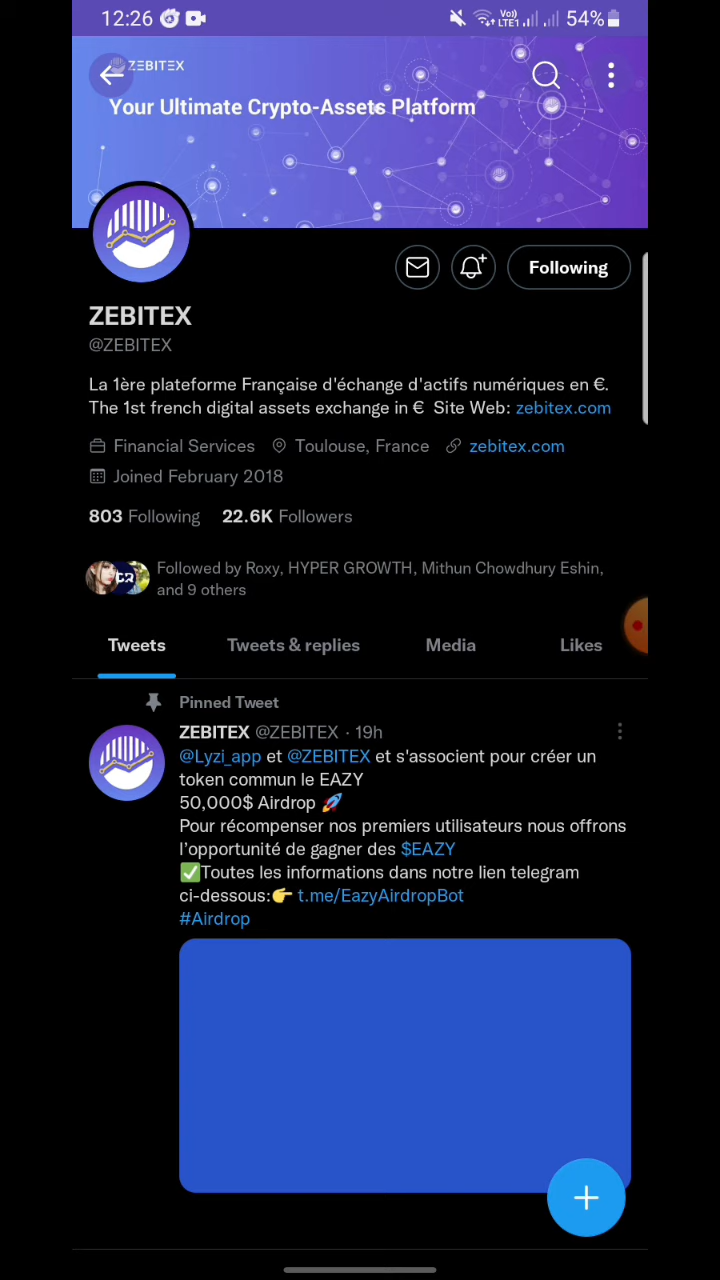 12:26 Vo)) LTE1 54%
ZEBITEX
Your Ultimate Crypto-Assets Platform
Following
ZEBITEX
@ZEBITEX
La 1ère plateforme Française d'échange d'actifs numériques en €.
The 1st french digital assets exchange in € Site Web: zebitex.com
Financial Services Toulouse, France zebitex.com
Joined February 2018
803 Following 22.6K Followers
Followed by Roxy, HYPER GROWTH, Mithun Chowdhury Eshin,
and 9 others
Tweets Tweets & replies Media Likes
Pinned Tweet
ZEBITEX @ZEBITEX · 19h
@Lyzi_app et @ZEBITEX et s'associent pour créer un
token commun le EAZY
50,000$ Airdrop 🚀
Pour récompenser nos premiers utilisateurs nous offrons
l’opportunité de gagner des $EAZY
✅Toutes les informations dans notre lien telegram
ci-dessous:👉 t.me/EazyAirdropBot
#Airdrop